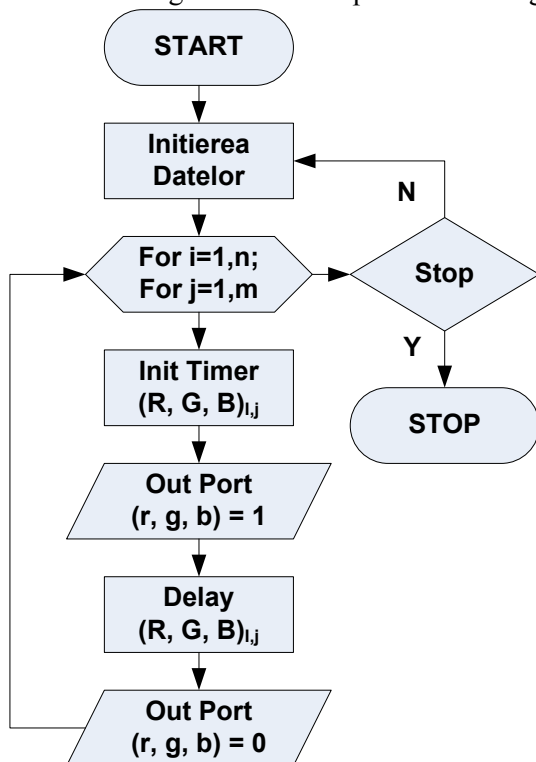 START
Initierea
Datelor
N
For i=1,n;
For j=1,m
Stop
Y
Init Timer
(R, G, B)I,j
STOP
Out Port
(r, g, b) = 1
Delay
(R, G, B)I,j
Out Port
(r, g, b) = 0